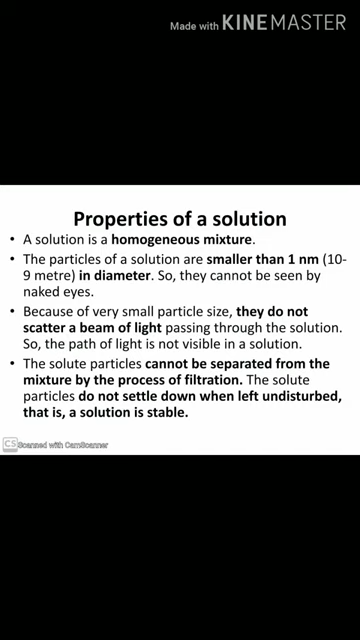 Made with KINEMASTER
Properties of a solution
• A solution is a homogeneous mixture.
• The particles of a solution are smaller than 1 nm (10-
9 metre) in diameter. So, they cannot be seen by
naked eyes.
• Because of very small particle size, they do not
scatter a beam of light passing through the solution.
So, the path of light is not visible in a solution.
• The solute particles cannot be separated from the
mixture by the process of filtration. The solute
particles do not settle down when left undisturbed,
that is, a solution is stable.
CS Scanned with CamScanner